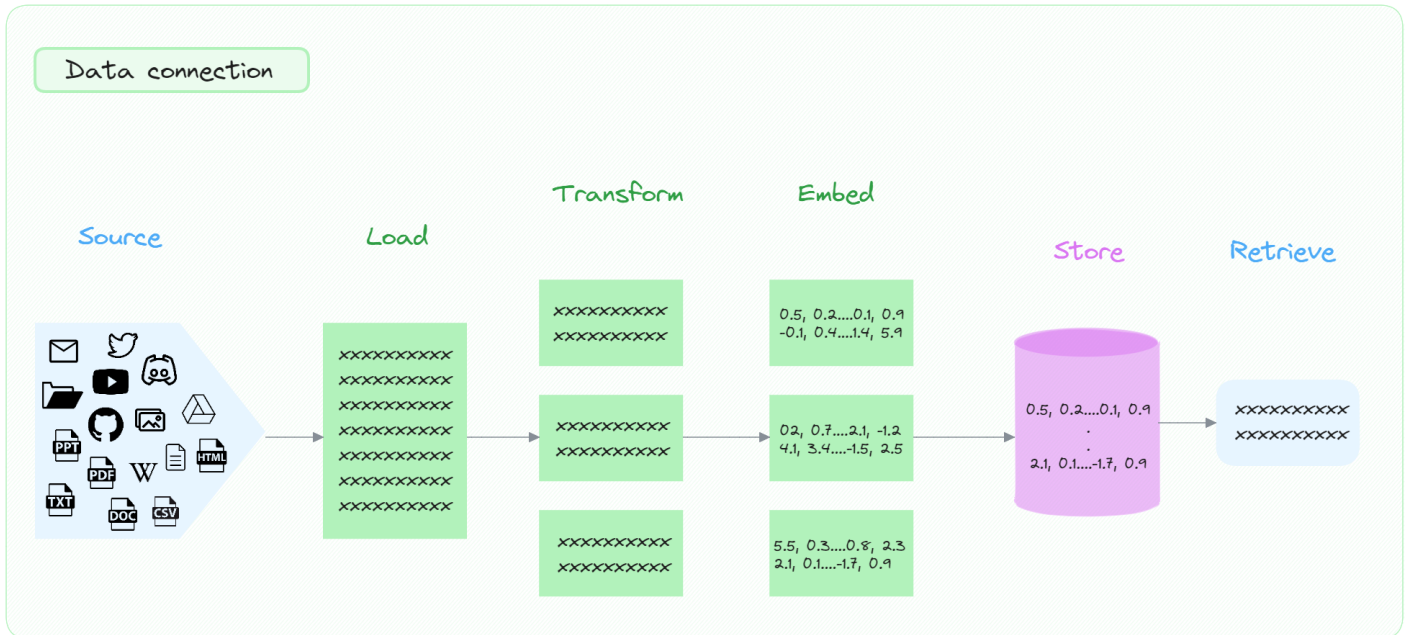 Data connection
Transform
Embed
Source
Load
Store
Retrieve
PPT
PDF
W
HTML
TXT
DOC
CSV
xxxxxxxxxx
xxxxxxxxxx
xxxxxxxxxx
xxxxxxxxxx
xxxxxxxxxx
xxxxxxxxxx
xxxxxxxxxx
xxxxxxxxxx
xxxxxxxxxx
xxxxxxxxxx
xxxxxxxxxx
xxxxxxxxxx
xxxxxxxxxx
0.5, 0.2....0.1, 0.9
-0.1, 0.4....1.4, 5.9
02, 0.7....2.1, -1.2
4.1, 3.4....-1.5, 2.5
5.5, 0.3....0.8, 2.3
2.1, 0.1....-1.7, 0.9
0.5, 0.2....0.1, 0.9
.
.
2.1, 0.1....-1.7, 0.9
xxxxxxxxxx
xxxxxxxxxx